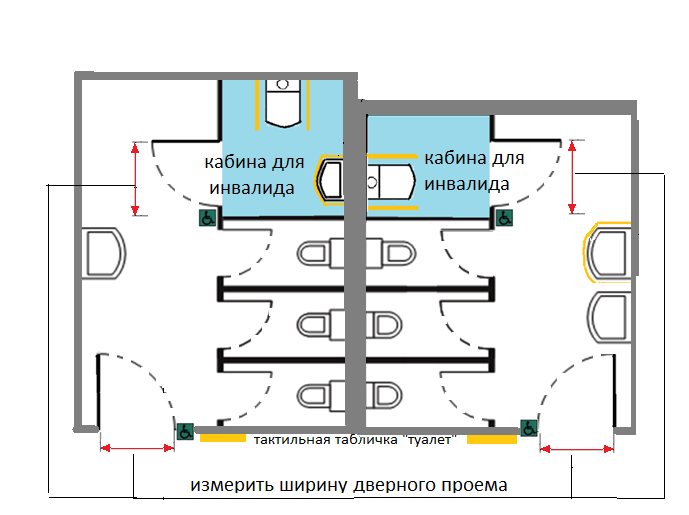 кабина для
инвалида
кабина для
инвалида
тактильная табличка "туалет"
измерить ширину дверного проема